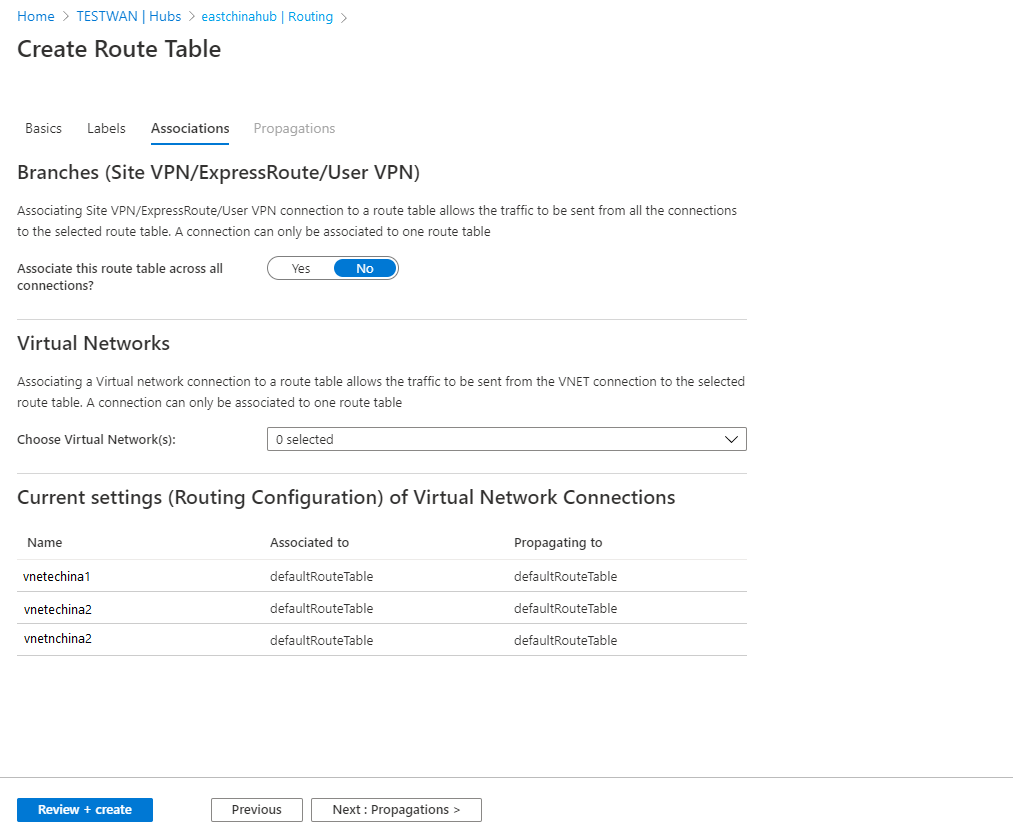 Home > TESTWAN | Hubs > eastchinahub | Routing >
Create Route Table
Basics Labels Associations Propagations
Branches (Site VPN/ExpressRoute/User VPN)
Associating Site VPN/ExpressRoute/User VPN connection to a route table allows the traffic to be sent from all the connections
to the selected route table. A connection can only be associated to one route table
Associate this route table across all
connections?
Yes No
Virtual Networks
Associating a Virtual network connection to a route table allows the traffic to be sent from the VNET connection to the selected
route table. A connection can only be associated to one route table
Choose Virtual Network(s): 0 selected
Current settings (Routing Configuration) of Virtual Network Connections
Name Associated to Propagating to
vnetechina1 defaultRouteTable defaultRouteTable
vnetechina2 defaultRouteTable defaultRouteTable
vnetnchina2 defaultRouteTable defaultRouteTable
Review + create Previous Next : Propagations >